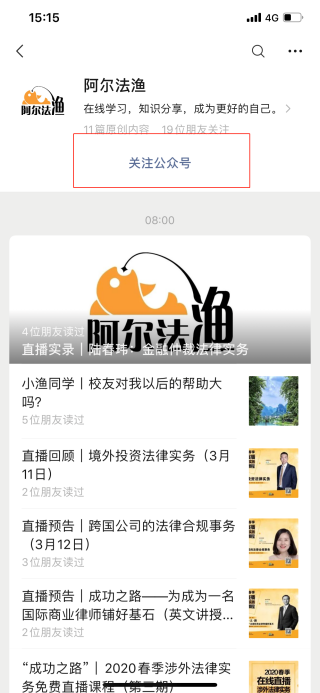 15:15
4G
阿尔法渔
阿尔法渔
在线学习，知识分享，成为更好的自己。
11篇原创内容 19位朋友关注
关注公众号
08:00
阿尔法渔
4位朋友读过
直播实录｜陆春玮：金融仲裁法律实务
小渔同学｜校友对我以后的帮助大
吗?
5位朋友读过
直播回顾｜境外投资法律实务（3月
11日）
2位朋友读过
直播预告｜跨国公司的法律合规事务
（3月12日）
3位朋友读过
直播预告｜成功之路——为成为一名
国际商业律师铺好基石（英文讲授...
2位朋友读过
“成功之路”｜2020春季涉外法律实
务免费直播课程（第二期）
2020春季
在线直播
涉外法律实务